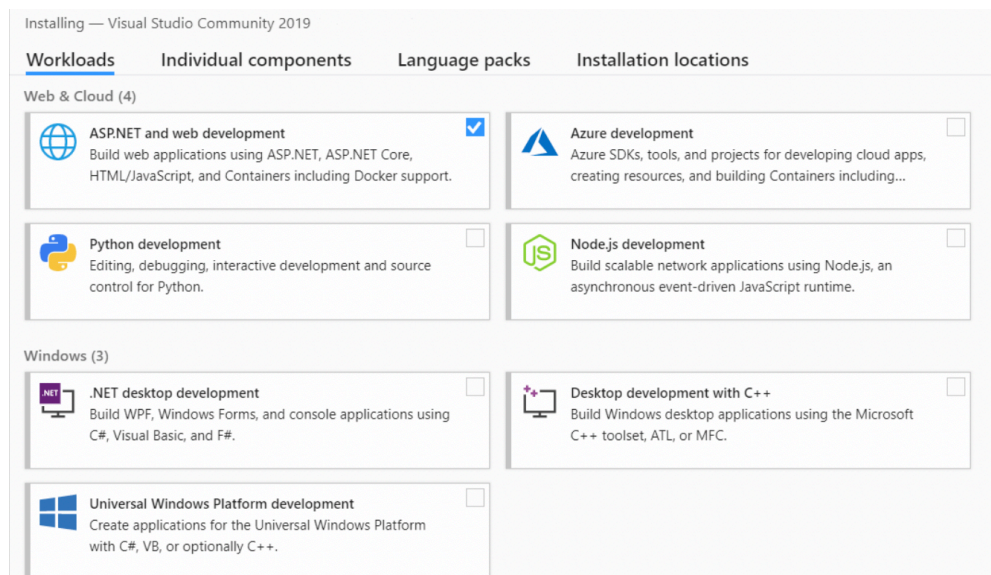 Installing — Visual Studio Community 2019
Workloads Individual components Language packs Installation locations
Web & Cloud (4)
ASP.NET and web development
Build web applications using ASP.NET, ASP.NET Core,
HTML/JavaScript, and Containers including Docker support.
Azure development
Azure SDKs, tools, and projects for developing cloud apps,
creating resources, and building Containers including...
Python development
Editing, debugging, interactive development and source
control for Python.
JS
Node.js development
Build scalable network applications using Node.js, an
asynchronous event-driven JavaScript runtime.
Windows (3)
.NET
.NET desktop development
Build WPF, Windows Forms, and console applications using
C#, Visual Basic, and F#.
Desktop development with C++
Build Windows desktop applications using the Microsoft
C++ toolset, ATL, or MFC.
Universal Windows Platform development
Create applications for the Universal Windows Platform
with C#, VB, or optionally C++.